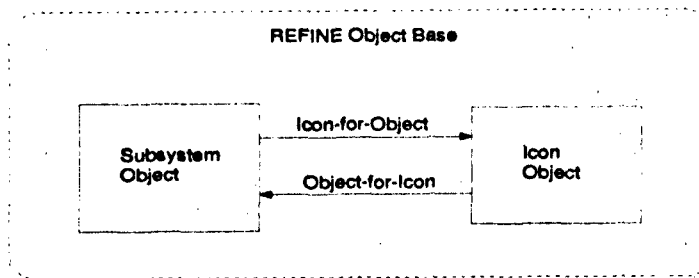 REFINE Object Base
Icon-for-Object
Subsystem
Object
Icon
Object
Object-for-Icon